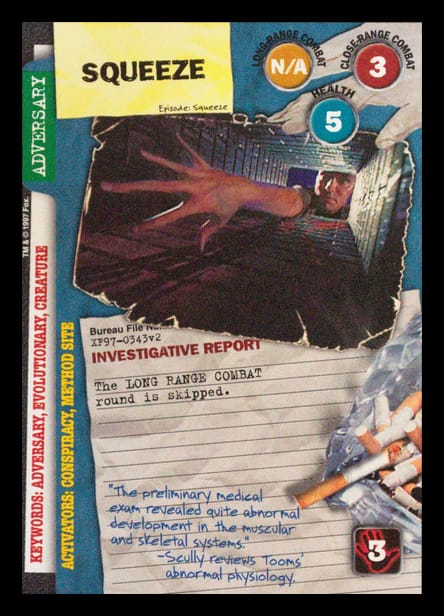 SQUEEZE
Episode: Squeeze
LONG-RANGE COMBAT
N/A
CLOSE-RANGE COMBAT
3
HEALTH
5
ADVERSARY
TM & © 1997 Fox.
KEYWORDS: ADVERSARY, EVOLUTIONARY, CREATURE
ACTIVATORS: CONSPIRACY, METHOD SITE
Bureau File
XF97-0343v2
INVESTIGATIVE REPORT
The LONG RANGE COMBAT
round is skipped.
"The preliminary medical
exam revealed quite abnormal
development in the muscular
and skeletal systems."
-Scully reviews Tooms'
abnormal physiology.
3